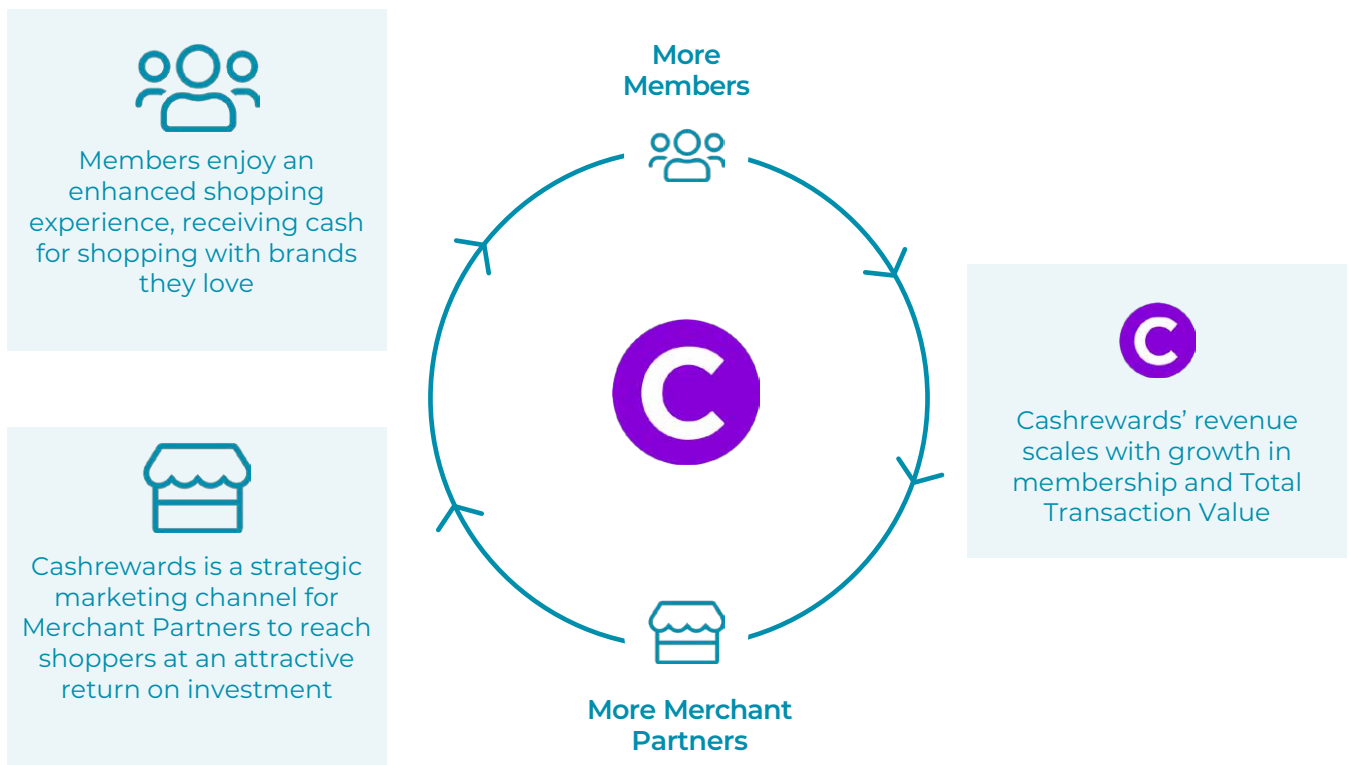 Members enjoy an
enhanced shopping
experience, receiving cash
for shopping with brands
they love
Cashrewards is a strategic
marketing channel for
Merchant Partners to reach
shoppers at an attractive
return on investment
More
Members
C
More Merchant
Partners
C
Cashrewards’ revenue
scales with growth in
membership and Total
Transaction Value